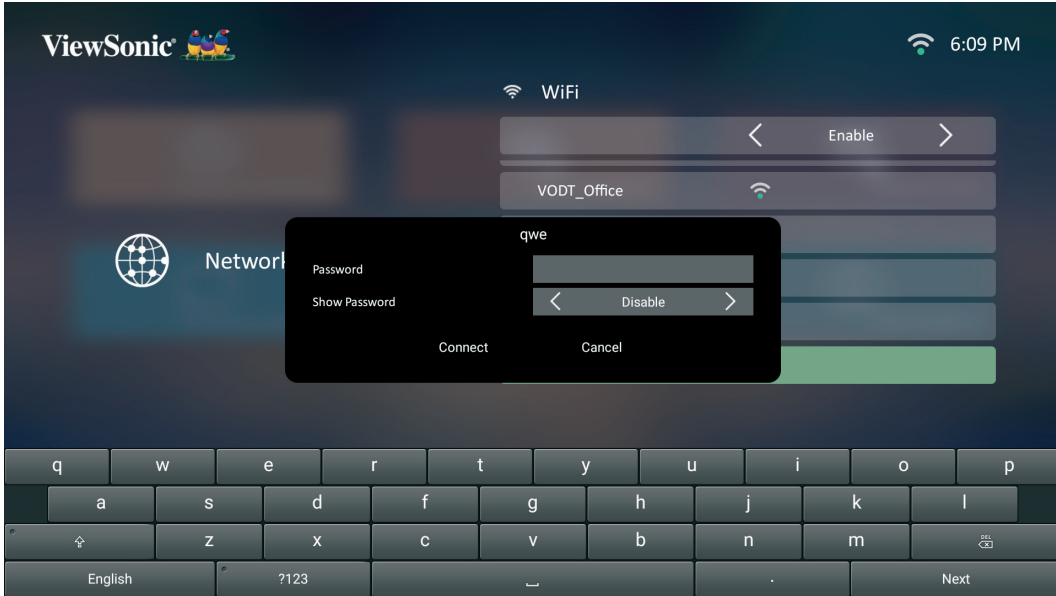 ViewSonic®
6:09 PM
WiFi
Enable
VODT_Office
qwe
Network
Password
Show Password
Disable
Connect Cancel
q w e r t y u i o p
a s d f g h j k l
z x c v b n m DEL
English ?123 . Next